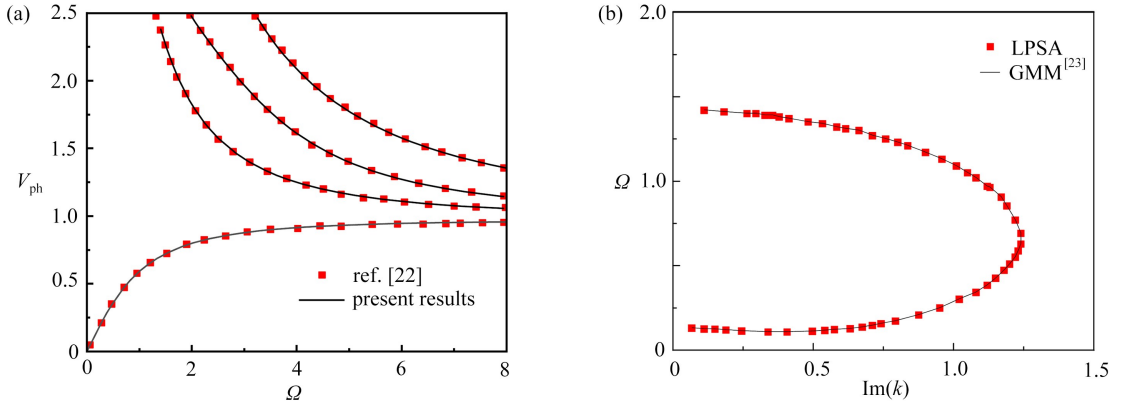 (a)
2.5
2.0
1.5
V_ph
1.0
0.5
0
0
2
4
6
8
Ω
ref. [22]
present results
(b)
2.0
Ω
1.0
0
0
0.5
1.0
1.5
Im(k)
LPSA
GMM[23]